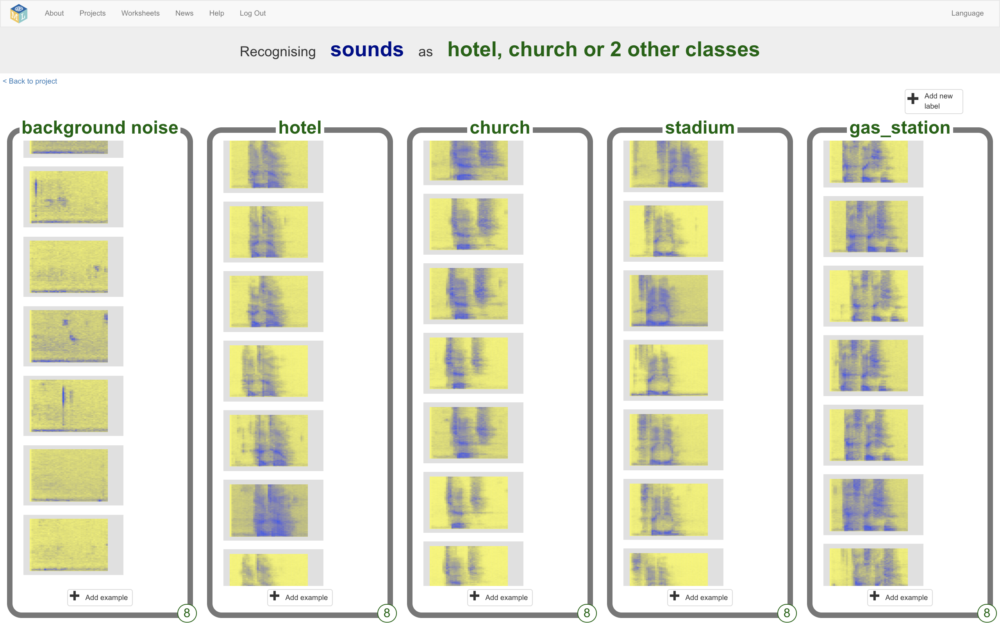 M L
About Projects Worksheets News Help Log Out Language
Recognising sounds as hotel, church or 2 other classes
< Back to project
Add new
label
background noise
hotel
church
stadium
gas_station
Add example
Add example
Add example
Add example
Add example
8
8
8
8
8